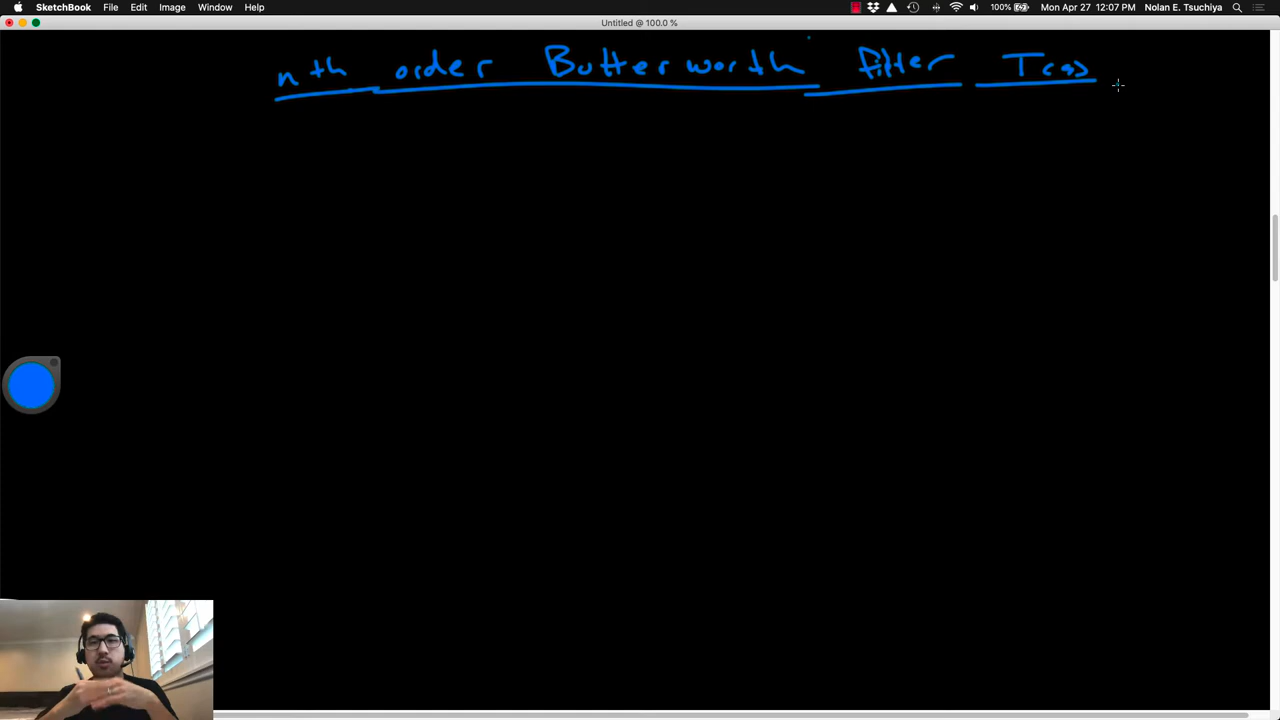 SketchBook File Edit Image Window Help 100% Mon Apr 27 12:07 PM Nolan E. Tsuchiya
Untitled @ 100.0 %
nth order Butterworth filter T(s)